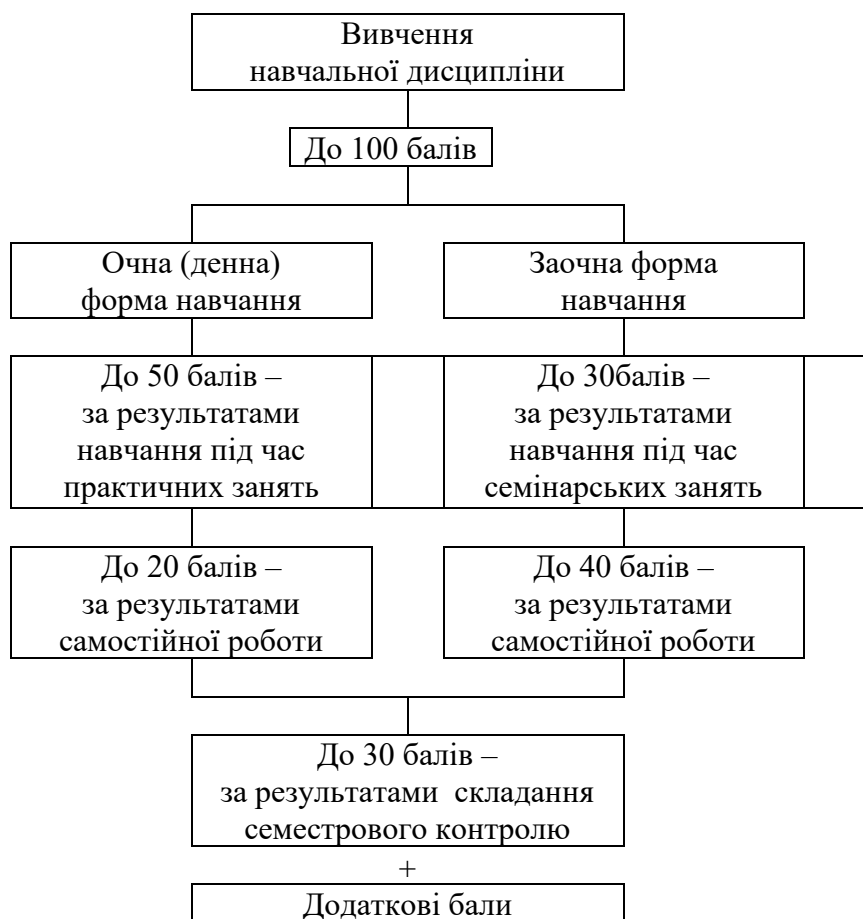 Вивчення
навчальної дисципліни
До 100 балів
Очна (денна)
форма навчання
Заочна форма
навчання
До 50 балів –
за результатами
навчання під час
практичних занять
До 30балів –
за результатами
навчання під час
семінарських занять
До 20 балів –
за результатами
самостійної роботи
До 40 балів –
за результатами
самостійної роботи
До 30 балів –
за результатами складання
семестрового контролю
+
Додаткові бали